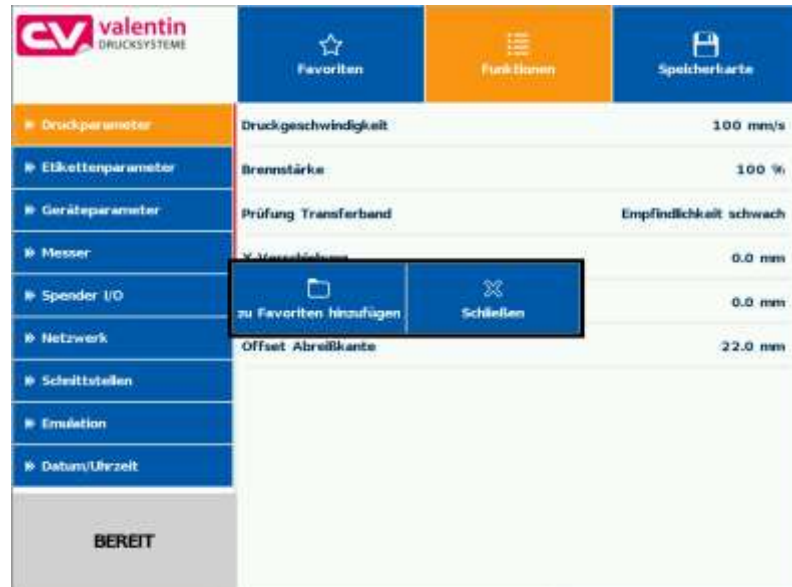 CV valentin
DRUCKSYSTEME
Favoriten
Funktionen
Speicherkarte
Druckparameter
Etikettenparameter
Geräteparameter
Messer
Spender I/O
Netzwerk
Schnittstellen
Emulation
Datum/Uhrzeit
BEREIT
Druckgeschwindigkeit 100 mm/s
Brennstärke 100 %
Prüfung Transferband Empfindlichkeit schwach
X-Verschiebung 0.0 mm
zu Favoriten hinzufügen
Schließen
0.0 mm
Offset Abreißkante 22.0 mm